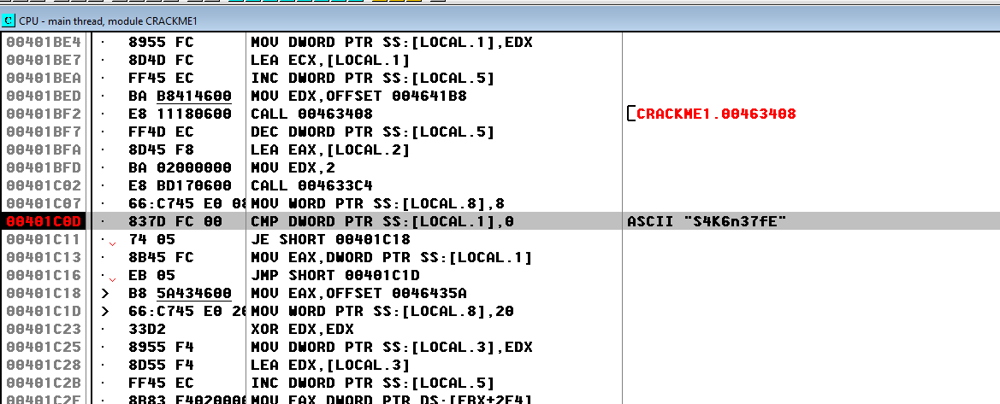 C CPU - main thread, module CRACKME1
00401BE4 · 8955 FC MOV DWORD PTR SS:[LOCAL.1],EDX
00401BE7 · 8D4D FC LEA ECX,[LOCAL.1]
00401BEA · FF45 EC INC DWORD PTR SS:[LOCAL.5]
00401BED · BA B8414600 MOV EDX,OFFSET 004641B8
00401BF2 · E8 11180600 CALL 00463408 [CRACKME1.00463408
00401BF7 · FF4D EC DEC DWORD PTR SS:[LOCAL.5]
00401BFA · 8D45 F8 LEA EAX,[LOCAL.2]
00401BFD · BA 02000000 MOV EDX,2
00401C02 · E8 BD170600 CALL 004633C4
00401C07 · 66:C745 E0 08 MOV WORD PTR SS:[LOCAL.8],8
00401C0D · 837D FC 00 CMP DWORD PTR SS:[LOCAL.1],0 ASCII "S4K6n37fE"
00401C11 · 74 05 JE SHORT 00401C18
00401C13 · 8B45 FC MOV EAX,DWORD PTR SS:[LOCAL.1]
00401C16 · EB 05 JMP SHORT 00401C1D
00401C18 > B8 5A434600 MOV EAX,OFFSET 0046435A
00401C1D > 66:C745 E0 20 MOV WORD PTR SS:[LOCAL.8],20
00401C23 · 33D2 XOR EDX,EDX
00401C25 · 8955 F4 MOV DWORD PTR SS:[LOCAL.3],EDX
00401C28 · 8D55 F4 LEA EDX,[LOCAL.3]
00401C2B · FF45 EC INC DWORD PTR SS:[LOCAL.5]
00401C2E · 8B83 E4020000 MOV EAX,DWORD PTR DS:[EBX+2E4]